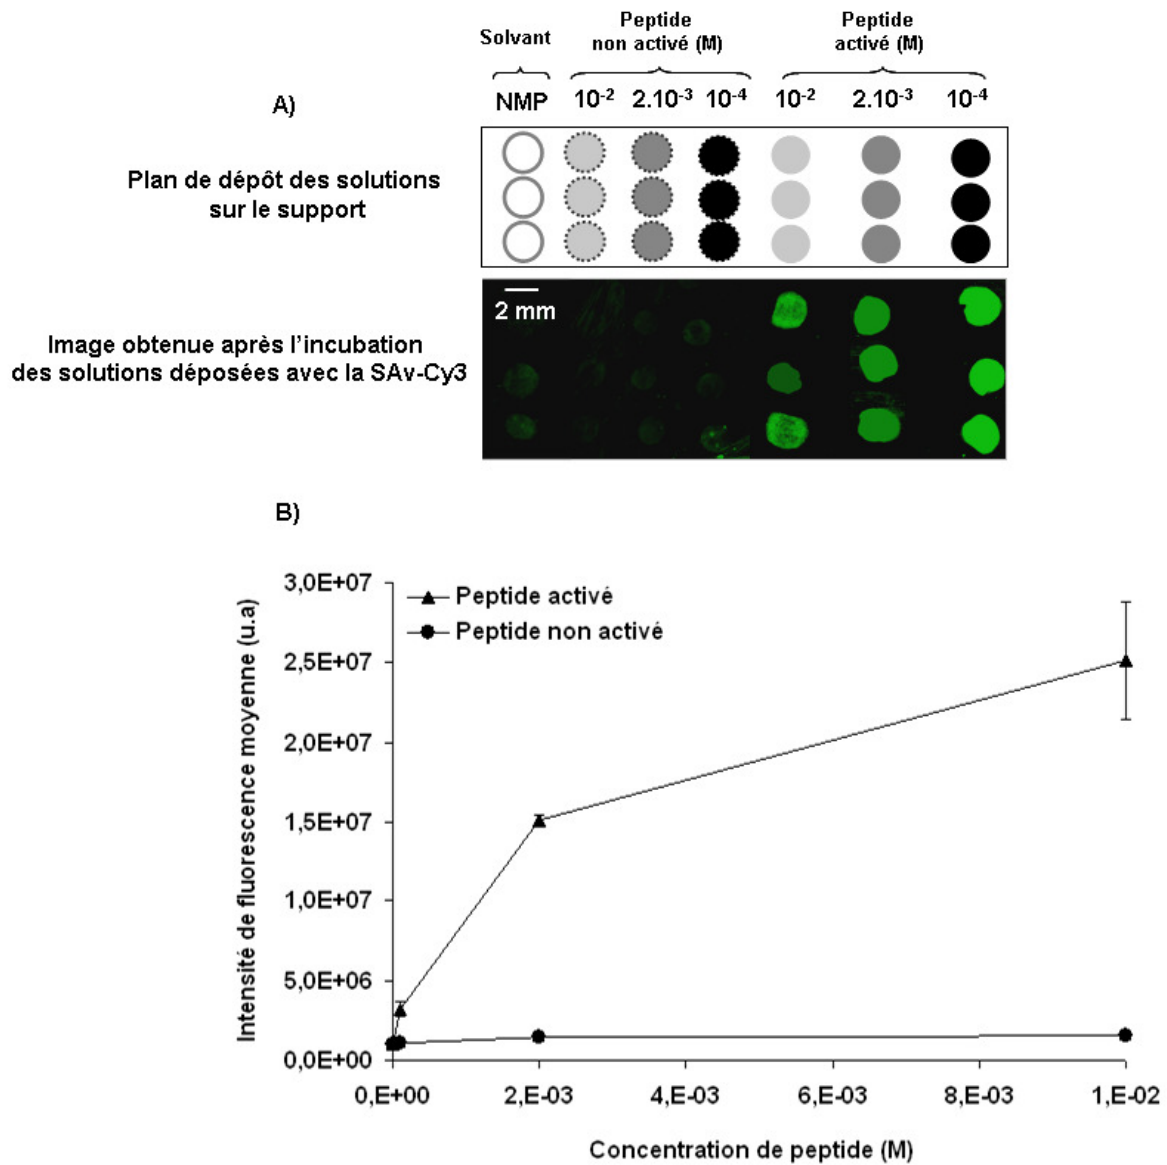 Solvant
Peptide
non activé (M)
Peptide
activé (M)
A)
NMP 10⁻² 2.10⁻³ 10⁻⁴ 10⁻² 2.10⁻³ 10⁻⁴
Plan de dépôt des solutions
sur le support
2 mm
Image obtenue après l'incubation
des solutions déposées avec la SAv-Cy3
B)
Intensité de fluorescence moyenne (u.a)
3,0E+07
2,5E+07
2,0E+07
1,5E+07
1,0E+07
5,0E+06
0,0E+00
Peptide activé
Peptide non activé
0,E+00 2,E-03 4,E-03 6,E-03 8,E-03 1,E-02
Concentration de peptide (M)